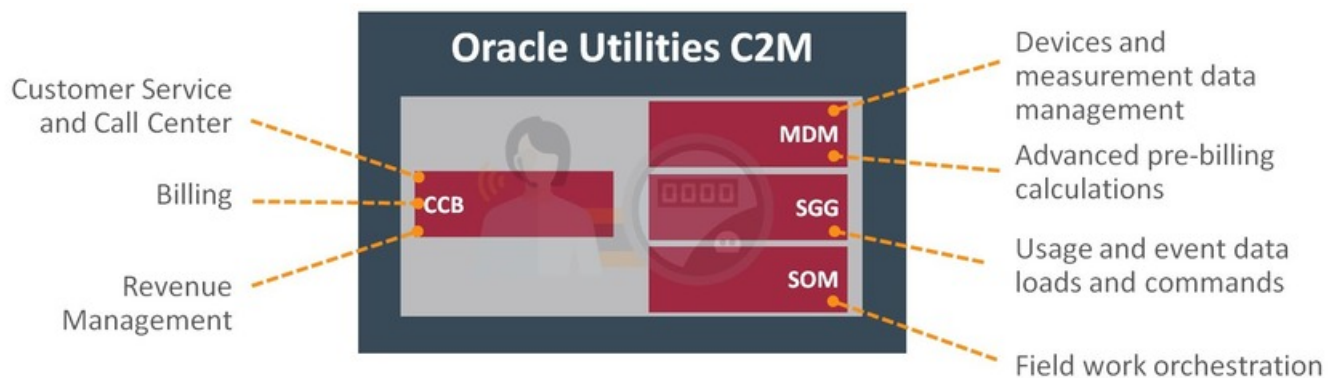 Oracle Utilities C2M
Customer Service
and Call Center
Billing
Revenue
Management
CCB
MDM
SGG
SOM
Devices and
measurement data
management
Advanced pre-billing
calculations
Usage and event data
loads and commands
Field work orchestration